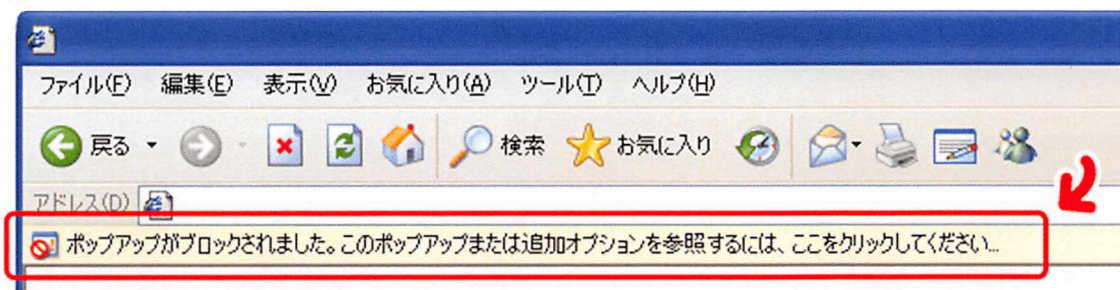 ファイル(F) 編集(E) 表示(V) お気に入り(A) ツール(T) ヘルプ(H)
戻る 検索 お気に入り
アドレス(D)
ポップアップがブロックされました。このポップアップまたは追加オプションを参照するには、ここをクリックしてください...